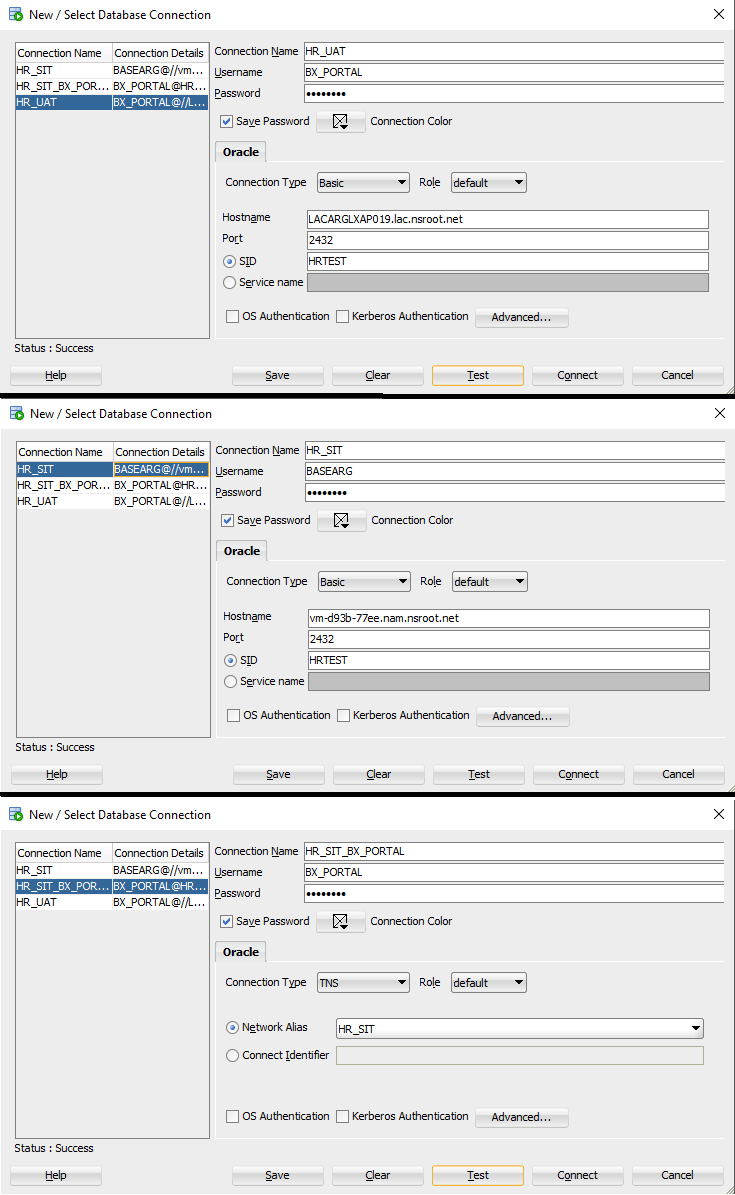 New / Select Database Connection
Connection Name Connection Details
HR_SIT BASEARG@//vm...
HR_SIT_BX_POR... BX_PORTAL@HR...
HR_UAT BX_PORTAL@//L...
Connection Name HR_UAT
Username BX_PORTAL
Password ••••••••
Save Password Connection Color
Oracle
Connection Type Basic Role default
Hostname LACARGLXAP019.lac.nsroot.net
Port 2432
SID HRTEST
Service name
OS Authentication Kerberos Authentication Advanced...
Status : Success
Help Save Clear Test Connect Cancel
New / Select Database Connection
Connection Name Connection Details
HR_SIT BASEARG@//vm...
HR_SIT_BX_POR... BX_PORTAL@HR...
HR_UAT BX_PORTAL@//L...
Connection Name HR_SIT
Username BASEARG
Password ••••••••
Save Password Connection Color
Oracle
Connection Type Basic Role default
Hostname vm-d93b-77ee.nam.nsroot.net
Port 2432
SID HRTEST
Service name
OS Authentication Kerberos Authentication Advanced...
Status : Success
Help Save Clear Test Connect Cancel
New / Select Database Connection
Connection Name Connection Details
HR_SIT BASEARG@//vm...
HR_SIT_BX_POR... BX_PORTAL@HR...
HR_UAT BX_PORTAL@//L...
Connection Name HR_SIT_BX_PORTAL
Username BX_PORTAL
Password ••••••••
Save Password Connection Color
Oracle
Connection Type TNS Role default
Network Alias HR_SIT
Connect Identifier
OS Authentication Kerberos Authentication Advanced...
Status : Success
Help Save Clear Test Connect Cancel